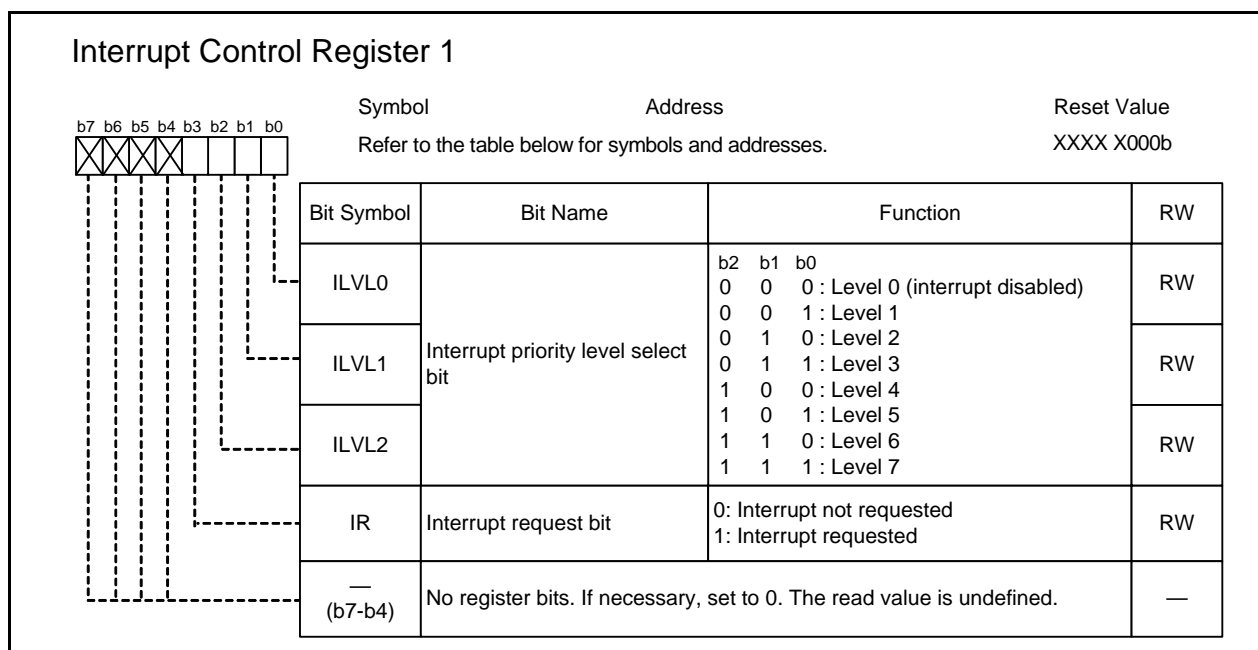 Interrupt Control Register 1
Symbol Address Reset Value
b7 b6 b5 b4 b3 b2 b1 b0
Refer to the table below for symbols and addresses. XXXX X000b
Bit Symbol Bit Name Function RW
b2 b1 b0
ILVL0 0 0 0 : Level 0 (interrupt disabled) RW
0 0 1 : Level 1
0 1 0 : Level 2
ILVL1 Interrupt priority level select bit 0 1 1 : Level 3 RW
1 0 0 : Level 4
1 0 1 : Level 5
ILVL2 1 1 0 : Level 6 RW
1 1 1 : Level 7
IR Interrupt request bit 0: Interrupt not requested RW
1: Interrupt requested
—
(b7-b4) No register bits. If necessary, set to 0. The read value is undefined. —